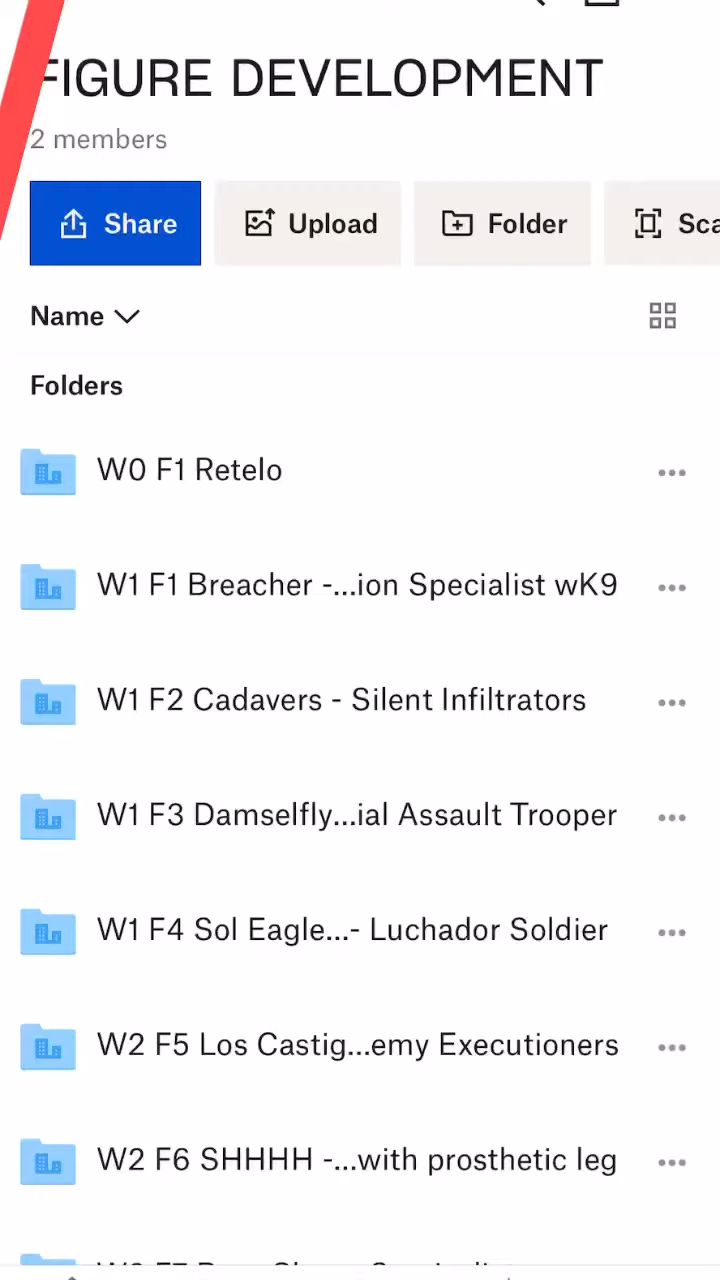 FIGURE DEVELOPMENT
2 members
Share
Upload
Folder
Name
Folders
W0 F1 Retelo
W1 F1 Breacher -...ion Specialist wK9
W1 F2 Cadavers - Silent Infiltrators
W1 F3 Damselfly...ial Assault Trooper
W1 F4 Sol Eagle...- Luchador Soldier
W2 F5 Los Castig...emy Executioners
W2 F6 SHHHH -...with prosthetic leg